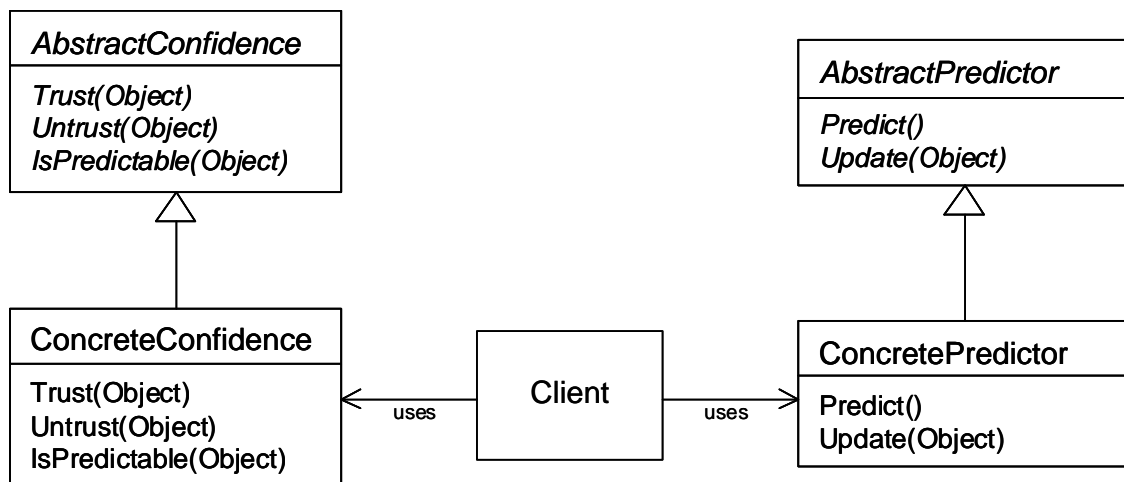 AbstractConfidence
Trust(Object)
Untrust(Object)
IsPredictable(Object)
AbstractPredictor
Predict()
Update(Object)
ConcreteConfidence
Trust(Object)
Untrust(Object)
IsPredictable(Object)
uses
Client
uses
ConcretePredictor
Predict()
Update(Object)